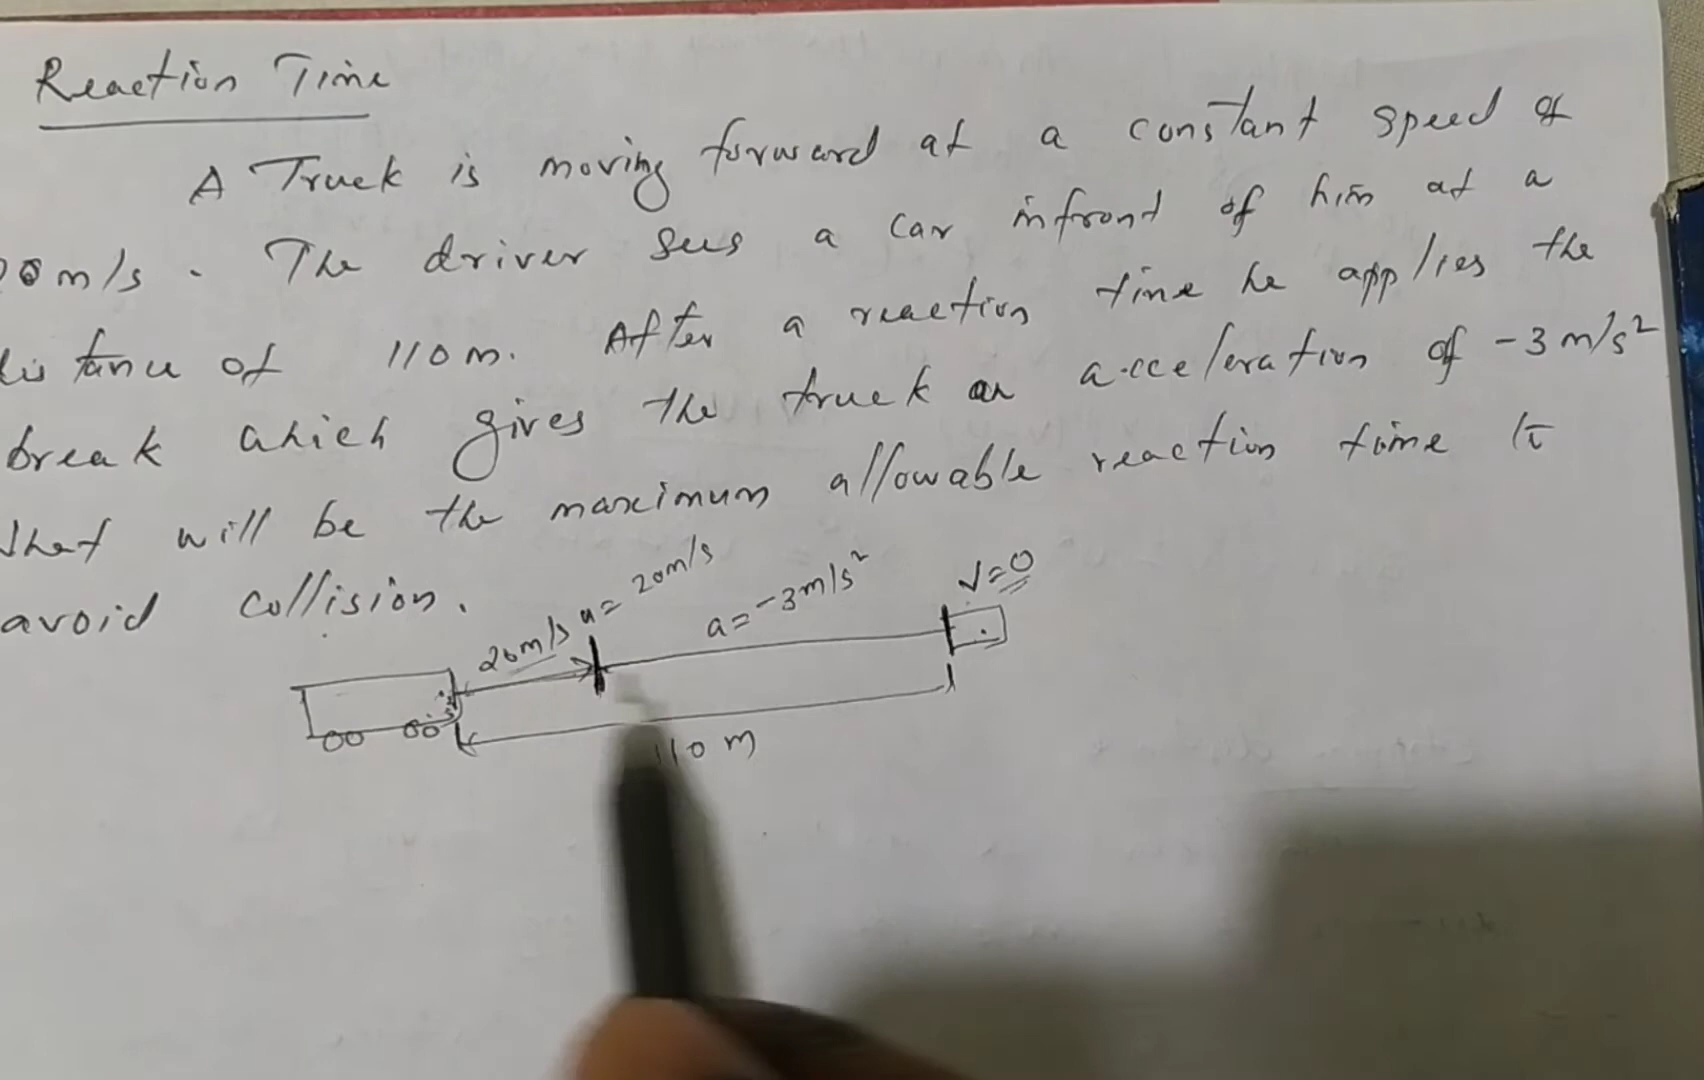 Reaction Time
A Truck is moving forward at a constant speed of
20m/s. The driver sees a car infront of him at a
distance of 110m. After a reaction time he applies the
break which gives the truck an acceleration of -3m/s²
What will be the maximum allowable reaction time to
avoid collision.
20m/s u = 20m/s a = -3m/s² V=0
110 m